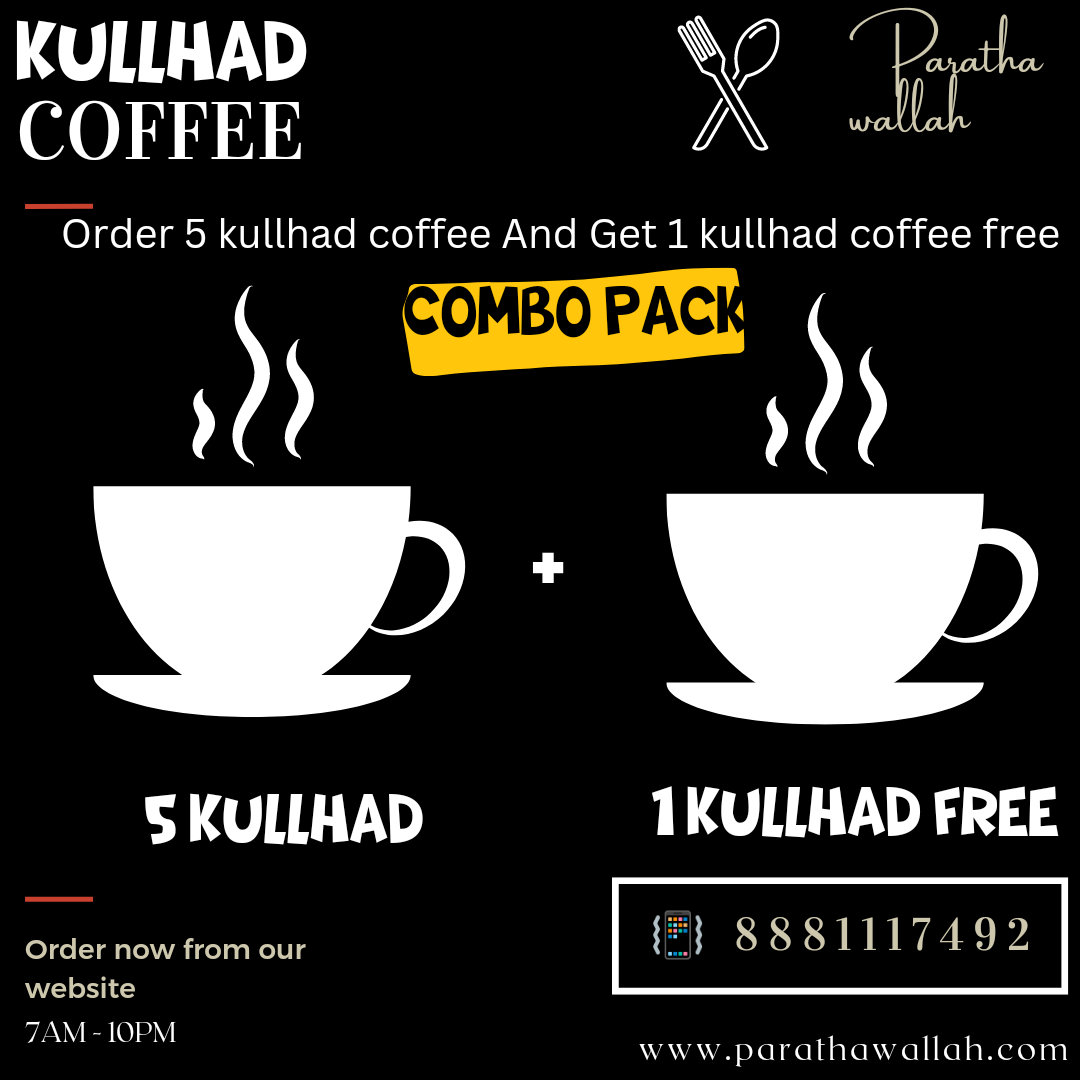 KULLHAD
COFFEE
Paratha
wallah
Order 5 kullhad coffee And Get 1 kullhad coffee free
COMBO PACK
+
5 KULLHAD
1 KULLHAD FREE
Order now from our
website
7AM - 10PM
8881117492
www.parathawallah.com